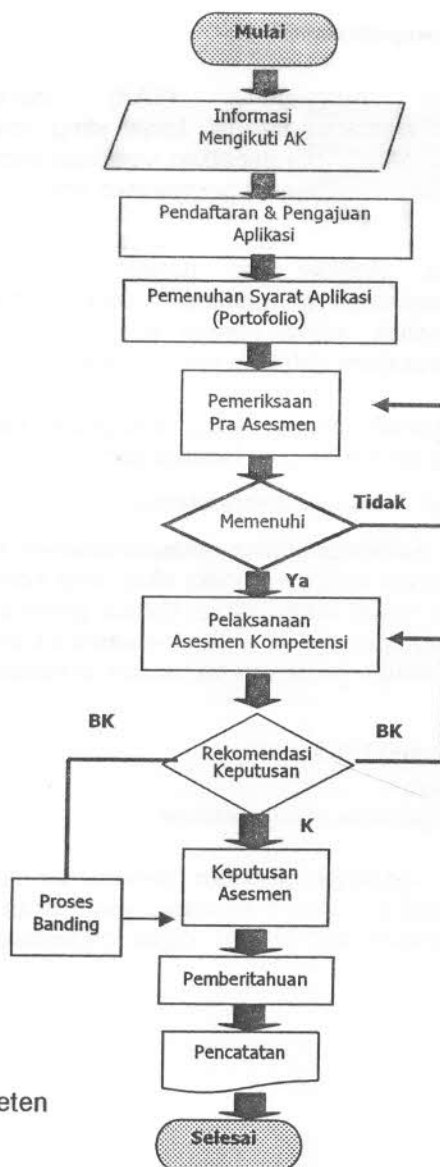 Mulai
Informasi
Mengikuti AK
Pendaftaran & Pengajuan
Aplikasi
Pemenuhan Syarat Aplikasi
(Portofolio)
Pemeriksaan
Pra Asesmen
Memenuhi
Tidak
Ya
Pelaksanaan
Asesmen Kompetensi
BK
Rekomendasi
Keputusan
BK
K
Keputusan
Asesmen
Proses
Banding
Pemberitahuan
Pencatatan
eten
Selesai